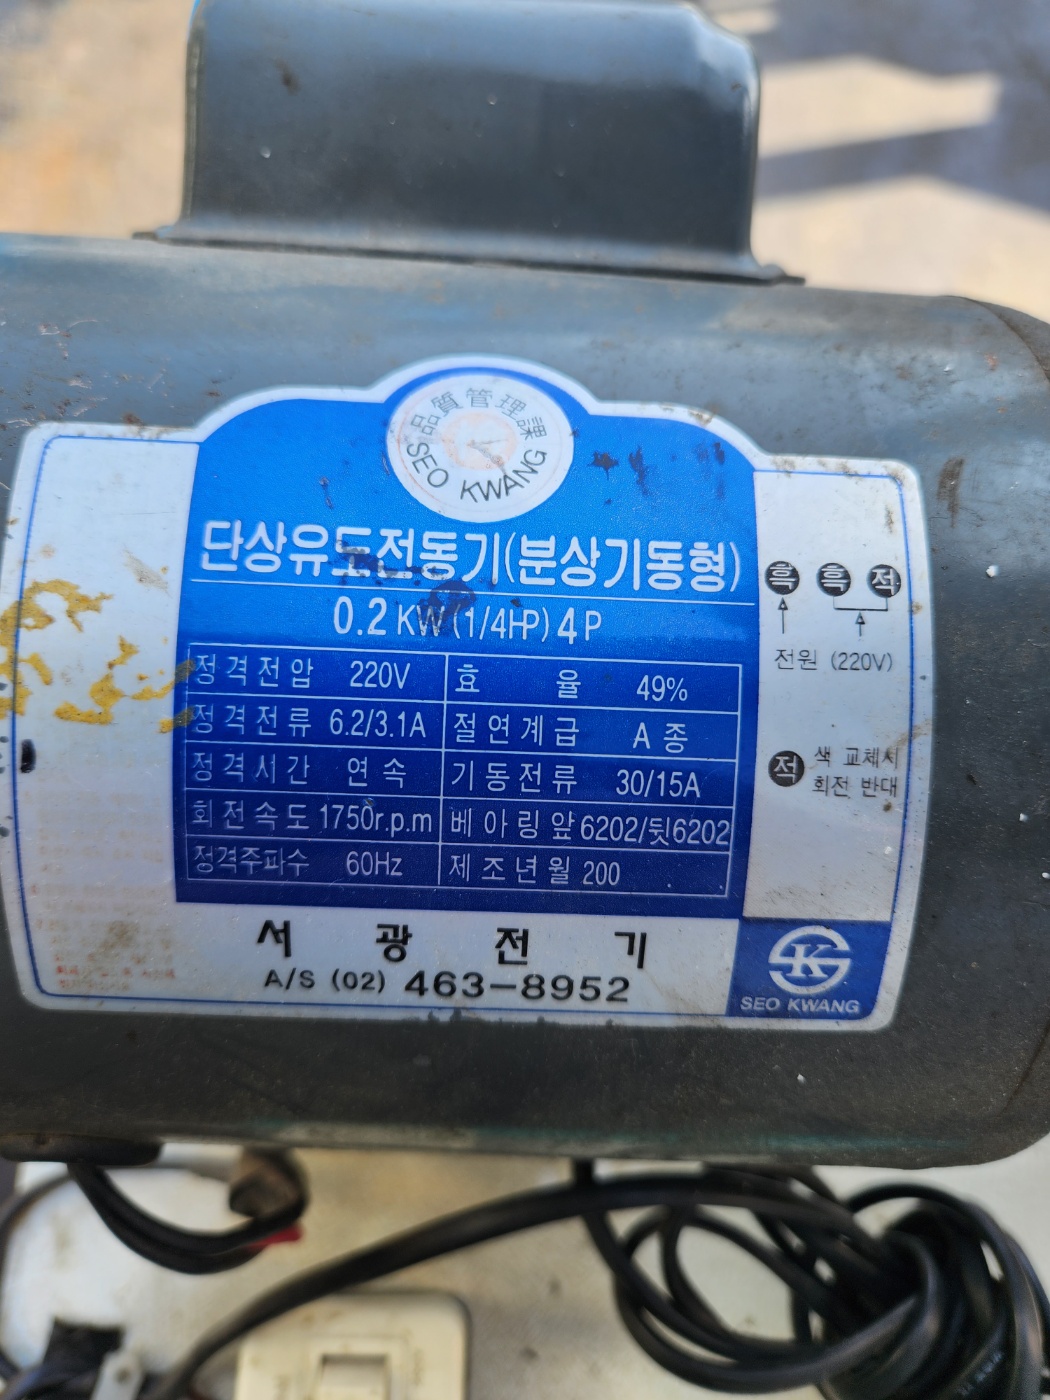 品質管理課
SEO KWANG
단상유도전동기(분상기동형)
0.2 KW (1/4HP) 4P
정격전압 220V 효율 49%
정격전류 6.2/3.1A 절연계급 A종
정격시간 연속 기동전류 30/15A
회전속도 1750r.p.m 베아링 앞6202/뒷6202
정격주파수 60Hz 제조년월 200
흑 흑 적
전원 (220V)
적 색 교체시
회전 반대
서광전기
A/S (02) 463-8952
SK
SEO KWANG